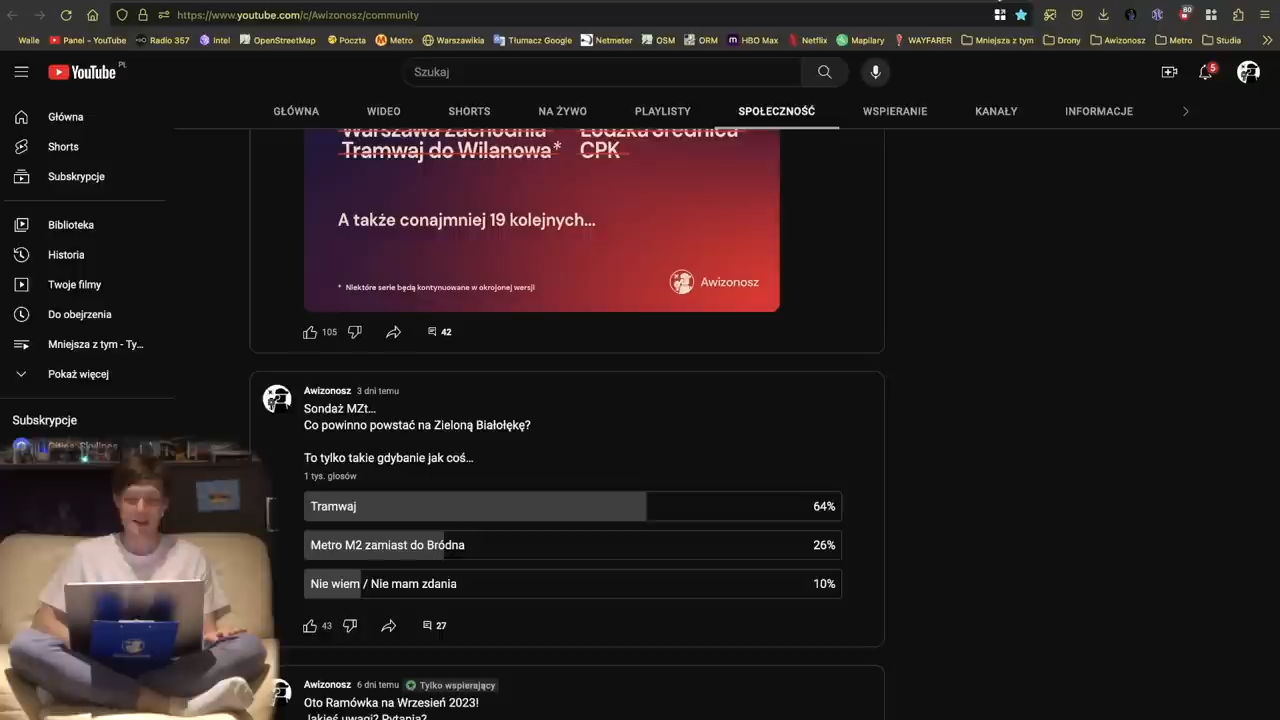 https://www.youtube.com/c/Awizonosz/community
80
Walle
Panel – YouTube
Radio 357
Intel
OpenStreetMap
Poczta
Metro
Warszawikia
Tłumacz Google
Netmeter
OSM
ORM
HBO Max
Netflix
Mapilary
WAYFARER
Mniejsza z tym
Drony
Awizonosz
Metro
Studia
YouTube PL
Szukaj
5
GŁÓWNA
WIDEO
SHORTS
NA ŻYWO
PLAYLISTY
SPOŁECZNOŚĆ
WSPIERANIE
KANAŁY
INFORMACJE
Główna
Shorts
Subskrypcje
Biblioteka
Historia
Twoje filmy
Do obejrzenia
Mniejsza z tym - Ty...
Pokaż więcej
Subskrypcje
Warszawa Zachodnia Łódzka Średnica
Tramwaj do Wilanowa* CPK
A także conajmniej 19 kolejnych...
* Niektóre serie będą kontynuowane w okrojonej wersji
Awizonosz
105
42
Awizonosz 3 dni temu
Sondaż MZt...
Co powinno powstać na Zieloną Białołękę?
To tylko takie gdybanie jak coś...
1 tys. głosów
Tramwaj 64%
Metro M2 zamiast do Bródna 26%
Nie wiem / Nie mam zdania 10%
43
27
Awizonosz 6 dni temu Tylko wspierający
Oto Ramówka na Wrzesień 2023!
Jakieś uwagi? Pytania?